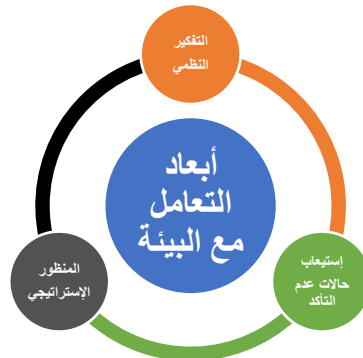 التفكير
النظمي
أبعاد
التعامل
مع البيئة
إستيعاب
حالات عدم
التأكد
المنظور
الإستراتيجي